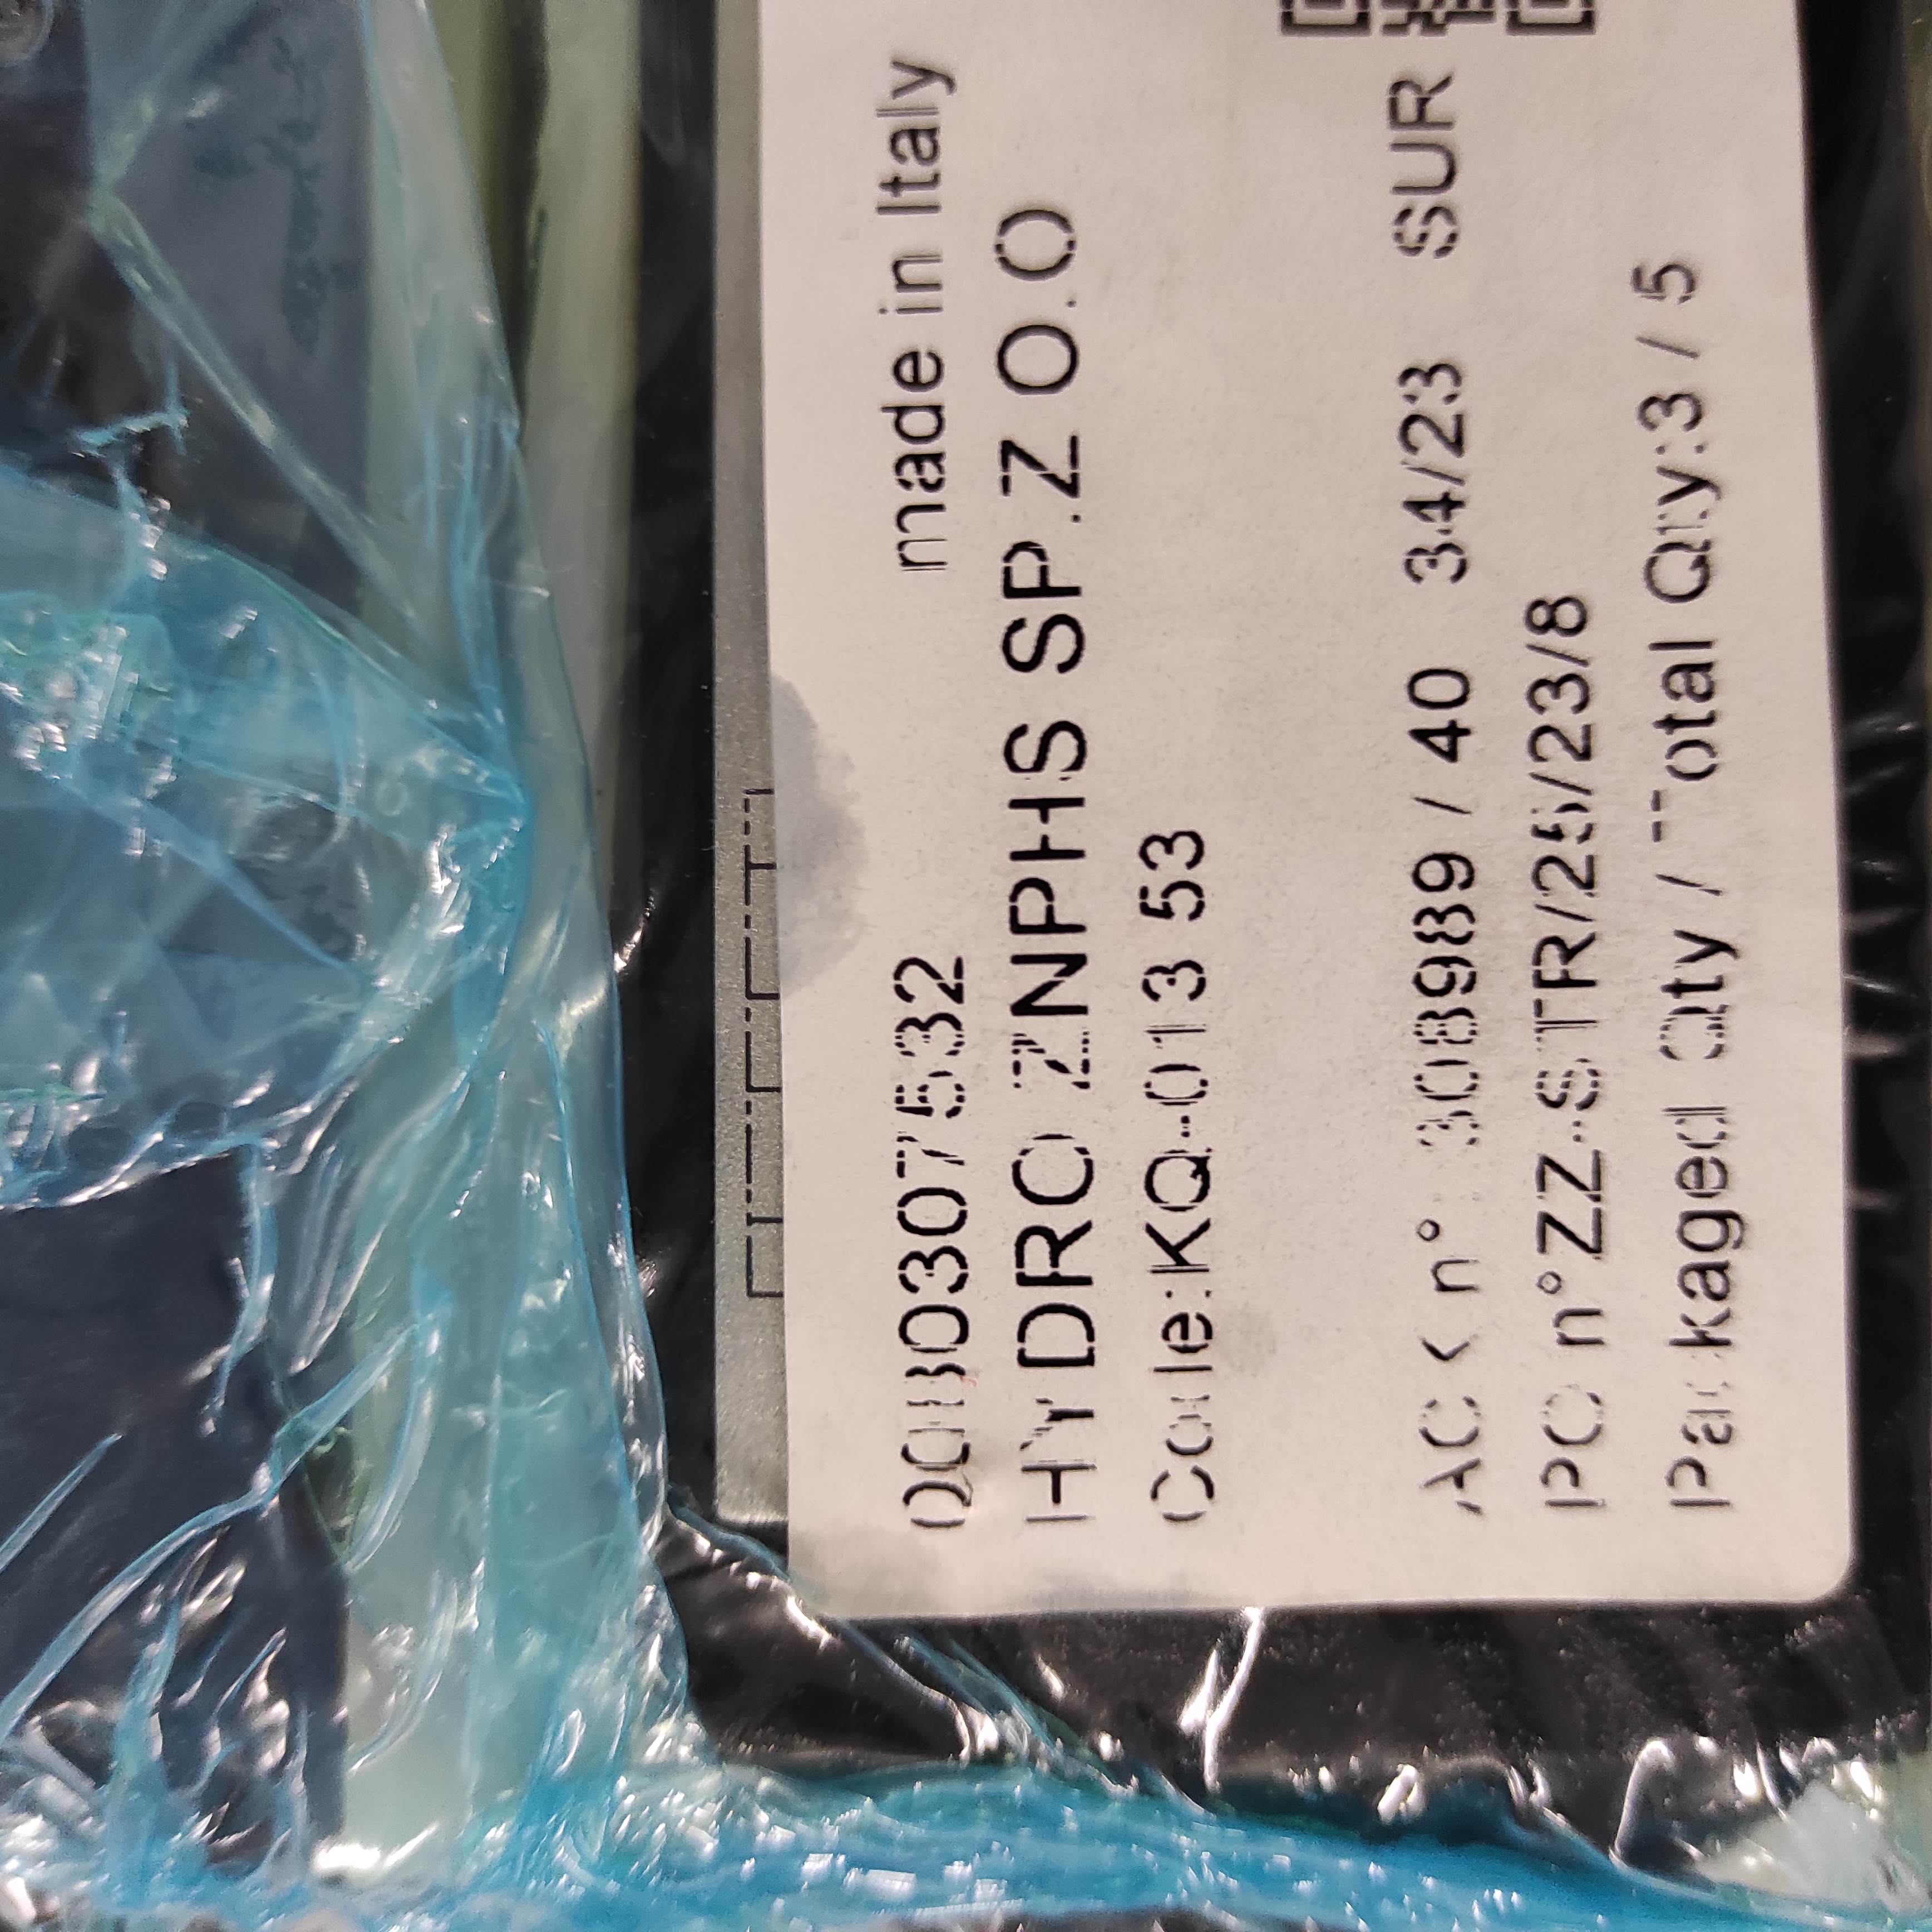 0083077532 made in Italy
HYDRO ZNPHS SP.Z O.O
Code:KQ-013 53
ACK n° 308989 / 40 34/23 SUR
PO n°ZZ-STR/25/23/8
Packaged Qty / Total Qty:3 / 5